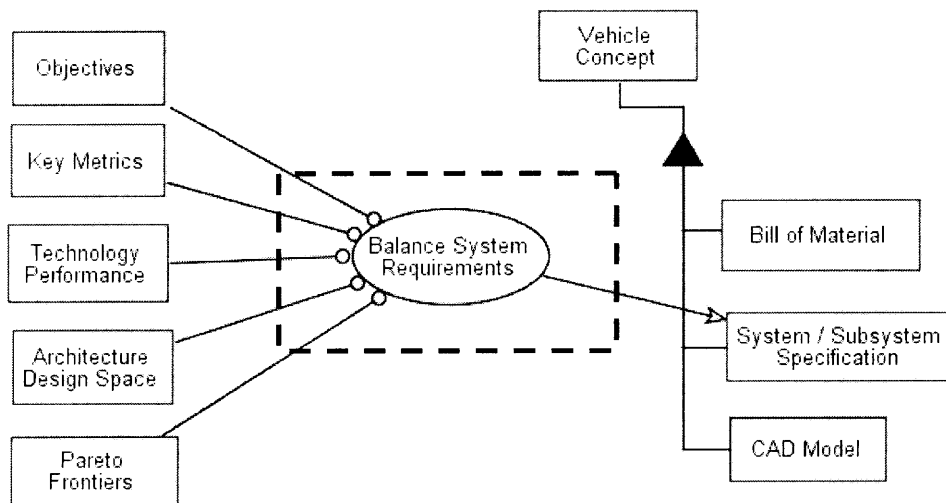 Objectives
Key Metrics
Technology
Performance
Architecture
Design Space
Pareto
Frontiers
Balance System
Requirements
Vehicle
Concept
Bill of Material
System / Subsystem
Specification
CAD Model